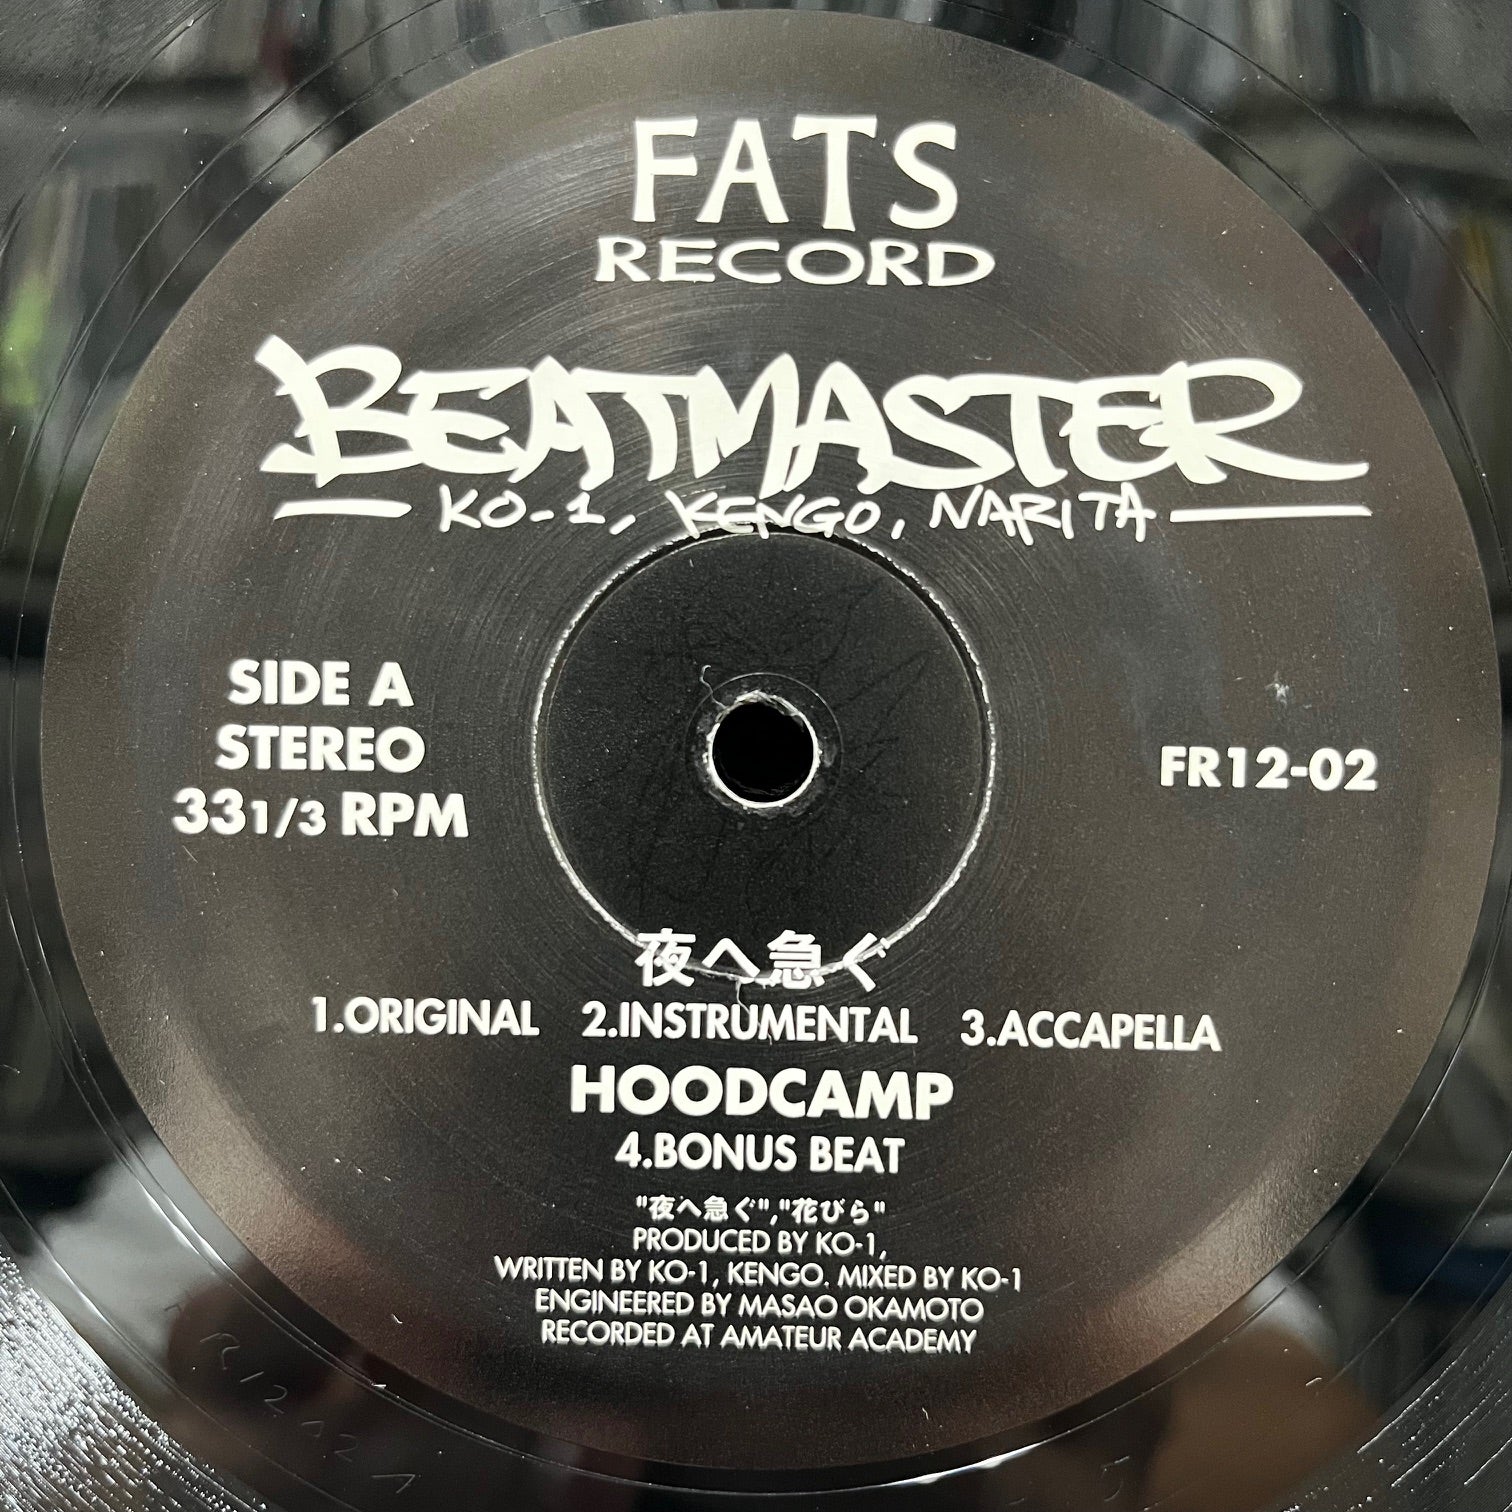 FATS
RECORD
BEATMASTER
KO-1, KENGO, NARITA
SIDE A
STEREO
33 1/3 RPM
FR12-02
夜へ急ぐ
1.ORIGINAL 2.INSTRUMENTAL 3.ACCAPELLA
HOODCAMP
4.BONUS BEAT
"夜へ急ぐ","花びら"
PRODUCED BY KO-1,
WRITTEN BY KO-1, KENGO. MIXED BY KO-1
ENGINEERED BY MASAO OKAMOTO
RECORDED AT AMATEUR ACADEMY